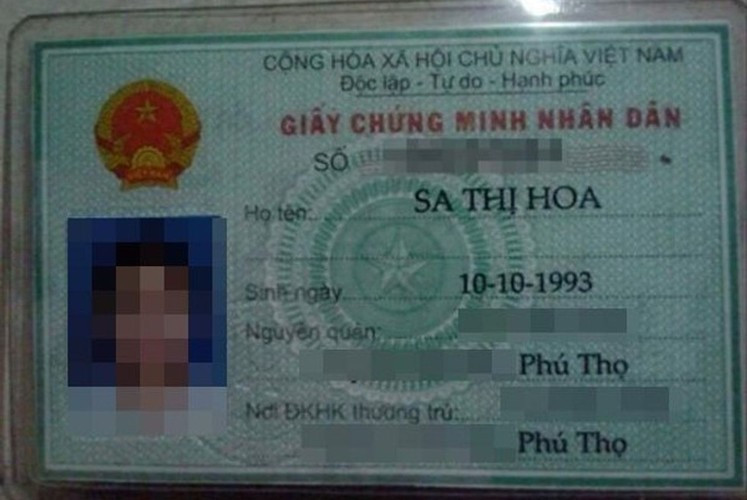 CỘNG HÒA XÃ HỘI CHỦ NGHĨA VIỆT NAM
Độc lập - Tự do - Hạnh phúc
GIẤY CHỨNG MINH NHÂN DÂN
SỐ
Họ tên: SA THỊ HOA
Sinh ngày 10-10-1993
Nguyên quán:
Phú Thọ
Nơi ĐKHK thường trú:
Phú Thọ
VIỆT NAM